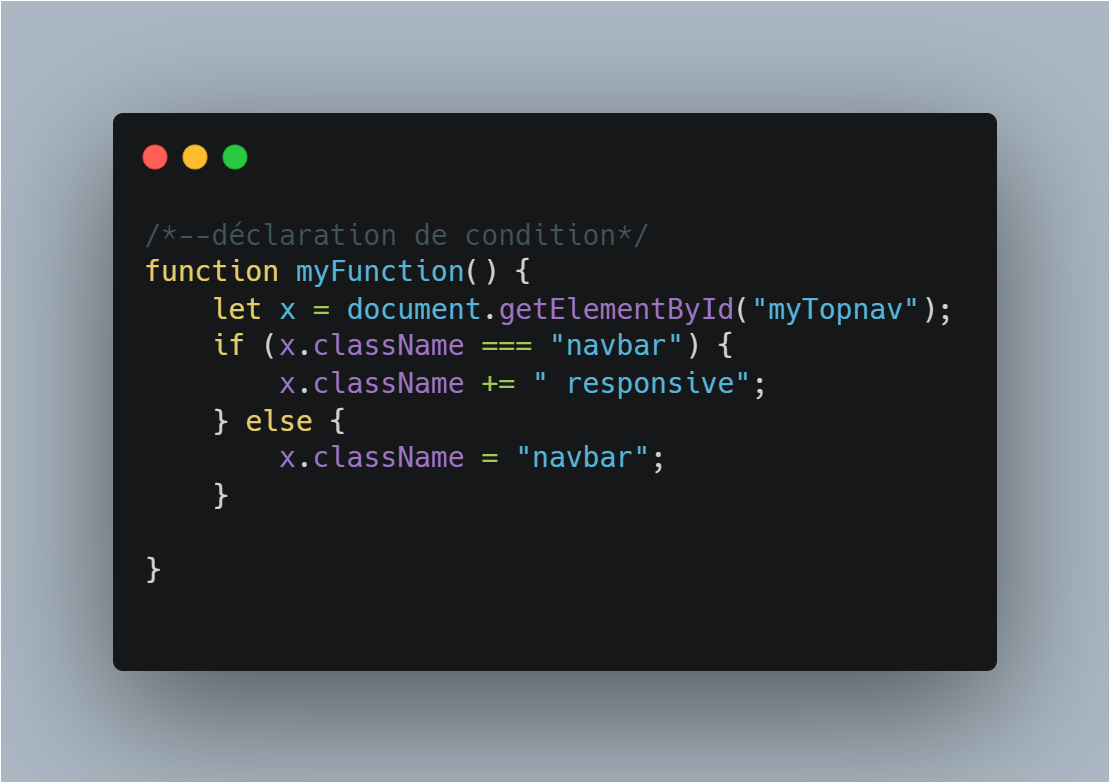 /*--déclaration de condition*/
function myFunction() {
    let x = document.getElementById("myTopnav");
    if (x.className === "navbar") {
        x.className += " responsive";
    } else {
        x.className = "navbar";
    }
}